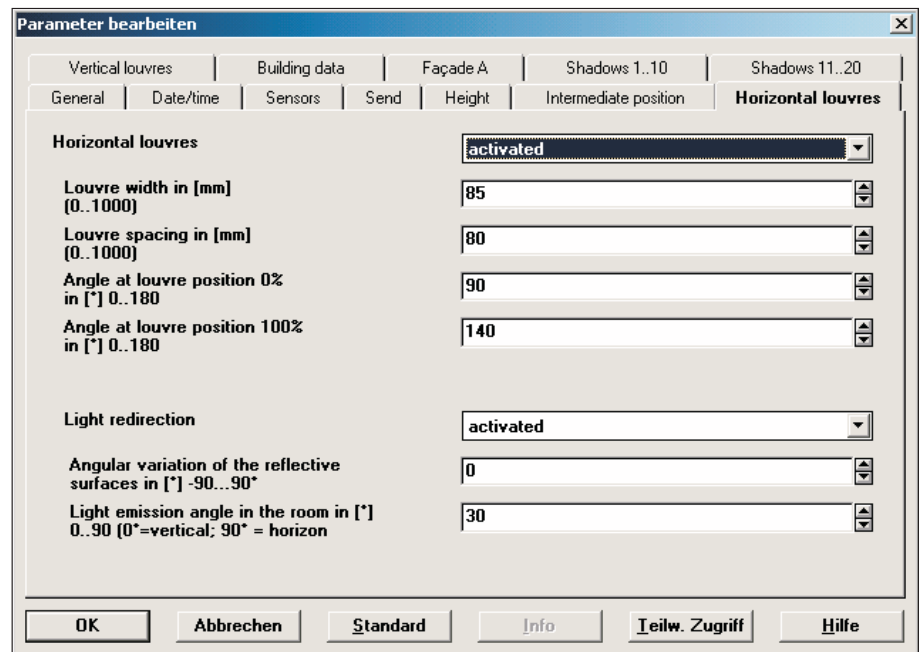 Parameter bearbeiten
Vertical louvres
Building data
Façade A
Shadows 1..10
Shadows 11..20
General
Date/time
Sensors
Send
Height
Intermediate position
Horizontal louvres
Horizontal louvres
activated
Louvre width in [mm]
(0..1000)
85
Louvre spacing in [mm]
(0..1000)
80
Angle at louvre position 0%
in [°] 0..180
90
Angle at louvre position 100%
in [°] 0..180
140
Light redirection
activated
Angular variation of the reflective
surfaces in [°] -90...90°
0
Light emission angle in the room in [°]
0..90 (0°=vertical; 90° = horizon
30
OK
Abbrechen
Standard
Info
Teilw. Zugriff
Hilfe